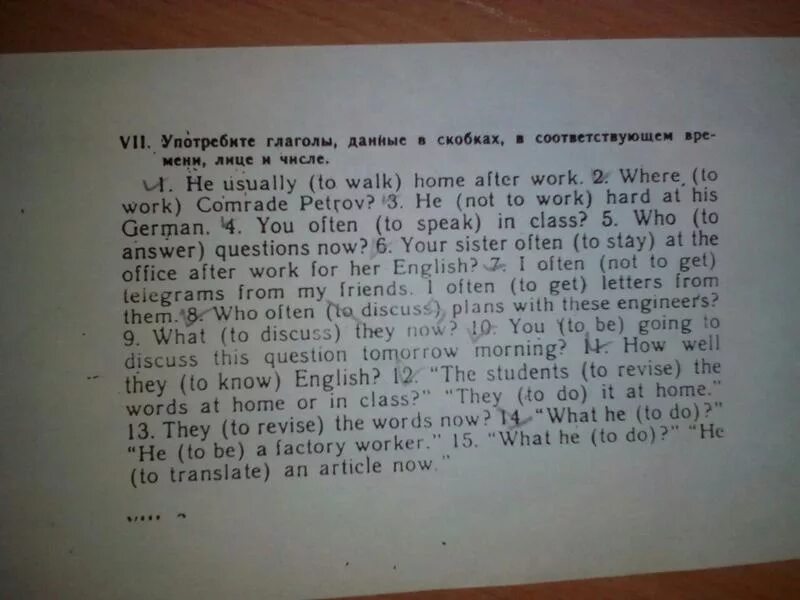 VII. Употребите глаголы, данные в скобках, в соответствующем вре-
мени, лице и числе.
1. He usually (to walk) home after work. 2. Where (to
work) Comrade Petrov? 3. He (not to work) hard at his
German. 4. You often (to speak) in class? 5. Who (to
answer) questions now? 6. Your sister often (to stay) at the
office after work for her English? 7. I often (not to get)
telegrams from my friends. I often (to get) letters from
them. 8. Who often (to discuss) plans with these engineers?
9. What (to discuss) they now? 10. You (to be) going to
discuss this question tomorrow morning? 11. How well
they (to know) English? 12. “The students (to revise) the
words at home or in class?” “They (to do) it at home.”
13. They (to revise) the words now? 14. “What he (to do)?”
“He (to be) a factory worker.” 15. “What he (to do)?” “He
(to translate) an article now.”